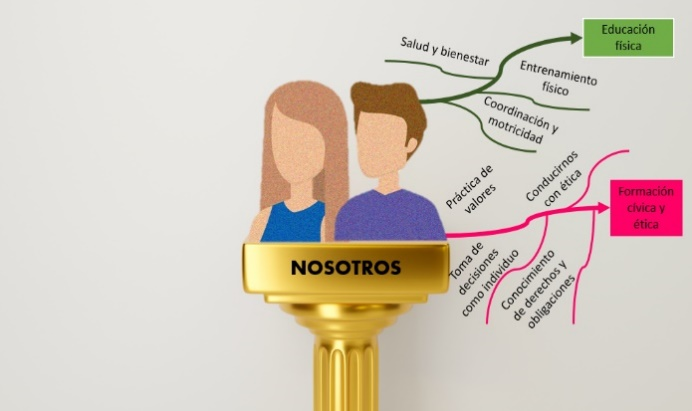 Educación
física
Salud y bienestar
Entrenamiento
físico
Coordinación y
motricidad
Práctica de
valores
Conducirnos
con ética
Formación
cívica y
ética
NOSOTROS
Toma de
decisiones
como individuo
Conocimiento
de derechos y
obligaciones